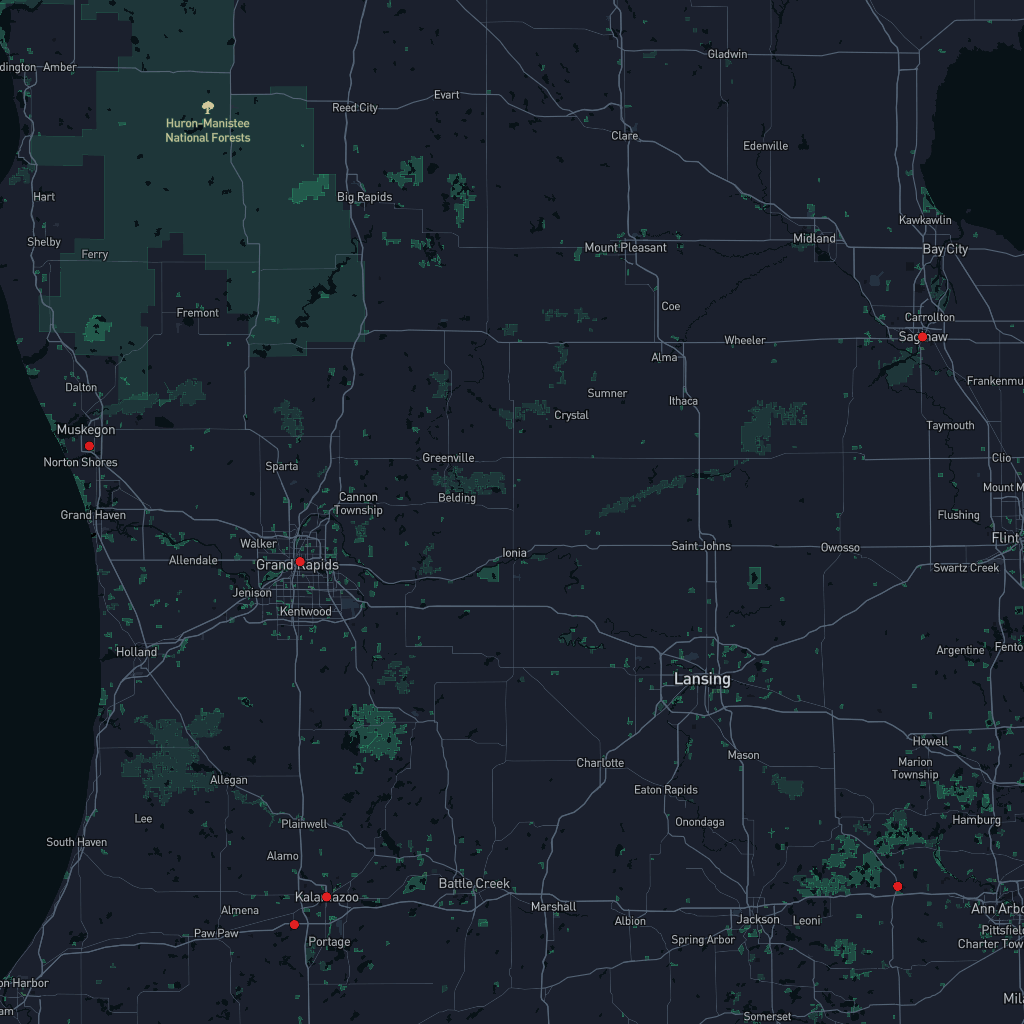 Gladwin
dington
Amber
Evart
Reed City
Huron-Manistee
National Forests
Clare
Edenville
Hart
Big Rapids
Kawkawlin
Shelby
Mount Pleasant
Midland
Bay City
Ferry
Coe
Fremont
Carrollton
Wheeler
Alma
Dalton
Sumner
Ithaca
Frankenmu
Crystal
Muskegon
Taymouth
Norton Shores
Sparta
Greenville
Clio
Belding
Cannon
Township
Mount M
Grand Haven
Flushing
Walker
Flint
Allendale
Grand Rapids
Ionia
Saint Johns
Owosso
Swartz Creek
Jenison
Kentwood
Holland
Argentine
Fento
Lansing
Howell
Mason
Charlotte
Marion
Township
Allegan
Eaton Rapids
Lee
Plainwell
Onondaga
Hamburg
South Haven
Alamo
Battle Creek
Almena
Marshall
Albion
Jackson
Leoni
Ann Arbo
Paw Paw
Portage
Spring Arbor
Pittsfield
Charter Town
on Harbor
Mila
Somerset